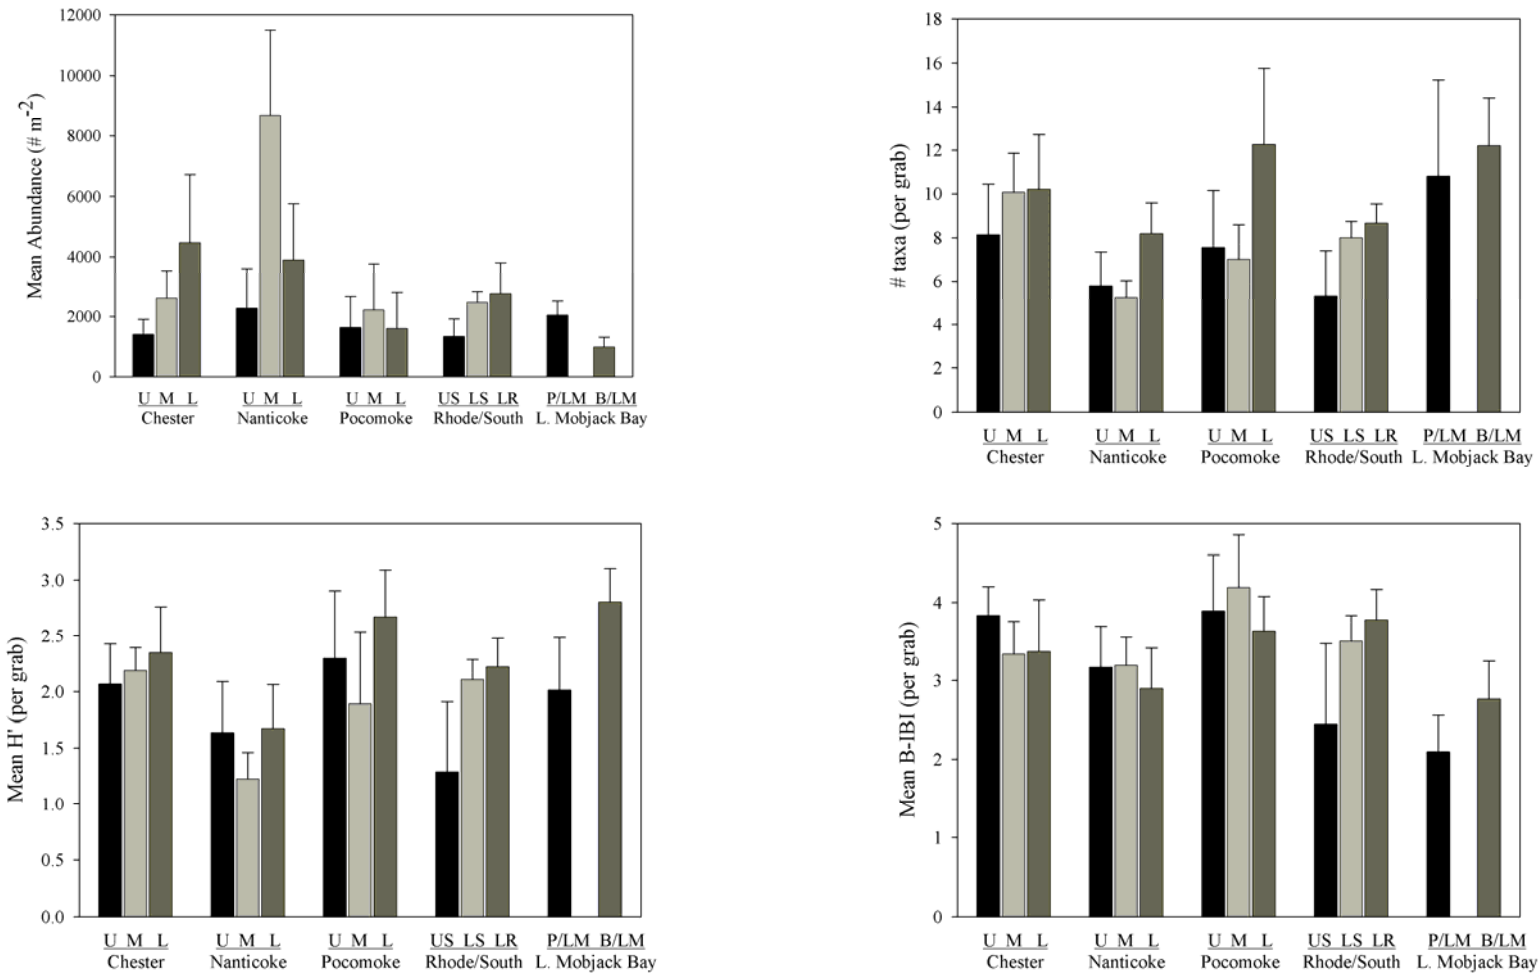 Mean Abundance (# m-2)
12000
10000
8000
6000
4000
2000
0
U M L U M L U M L US LS LR P/LM B/LM
Chester Nanticoke Pocomoke Rhode/South L. Mobjack Bay
# taxa (per grab)
18
16
14
12
10
8
6
4
2
0
U M L U M L U M L US LS LR P/LM B/LM
Chester Nanticoke Pocomoke Rhode/South L. Mobjack Bay
Mean H' (per grab)
3.5
3.0
2.5
2.0
1.5
1.0
0.5
0.0
U M L U M L U M L US LS LR P/LM B/LM
Chester Nanticoke Pocomoke Rhode/South L. Mobjack Bay
Mean B-IBI (per grab)
5
4
3
2
1
0
U M L U M L U M L US LS LR P/LM B/LM
Chester Nanticoke Pocomoke Rhode/South L. Mobjack Bay